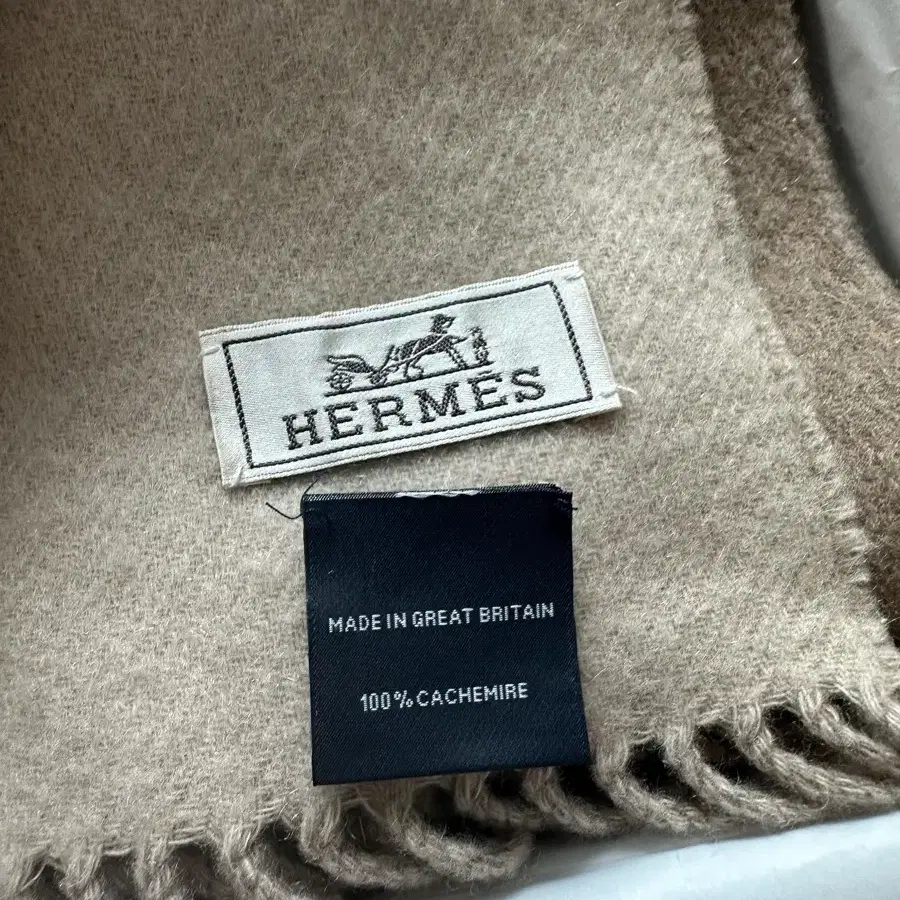 HERMÈS
MADE IN GREAT BRITAIN
100% CACHEMIRE